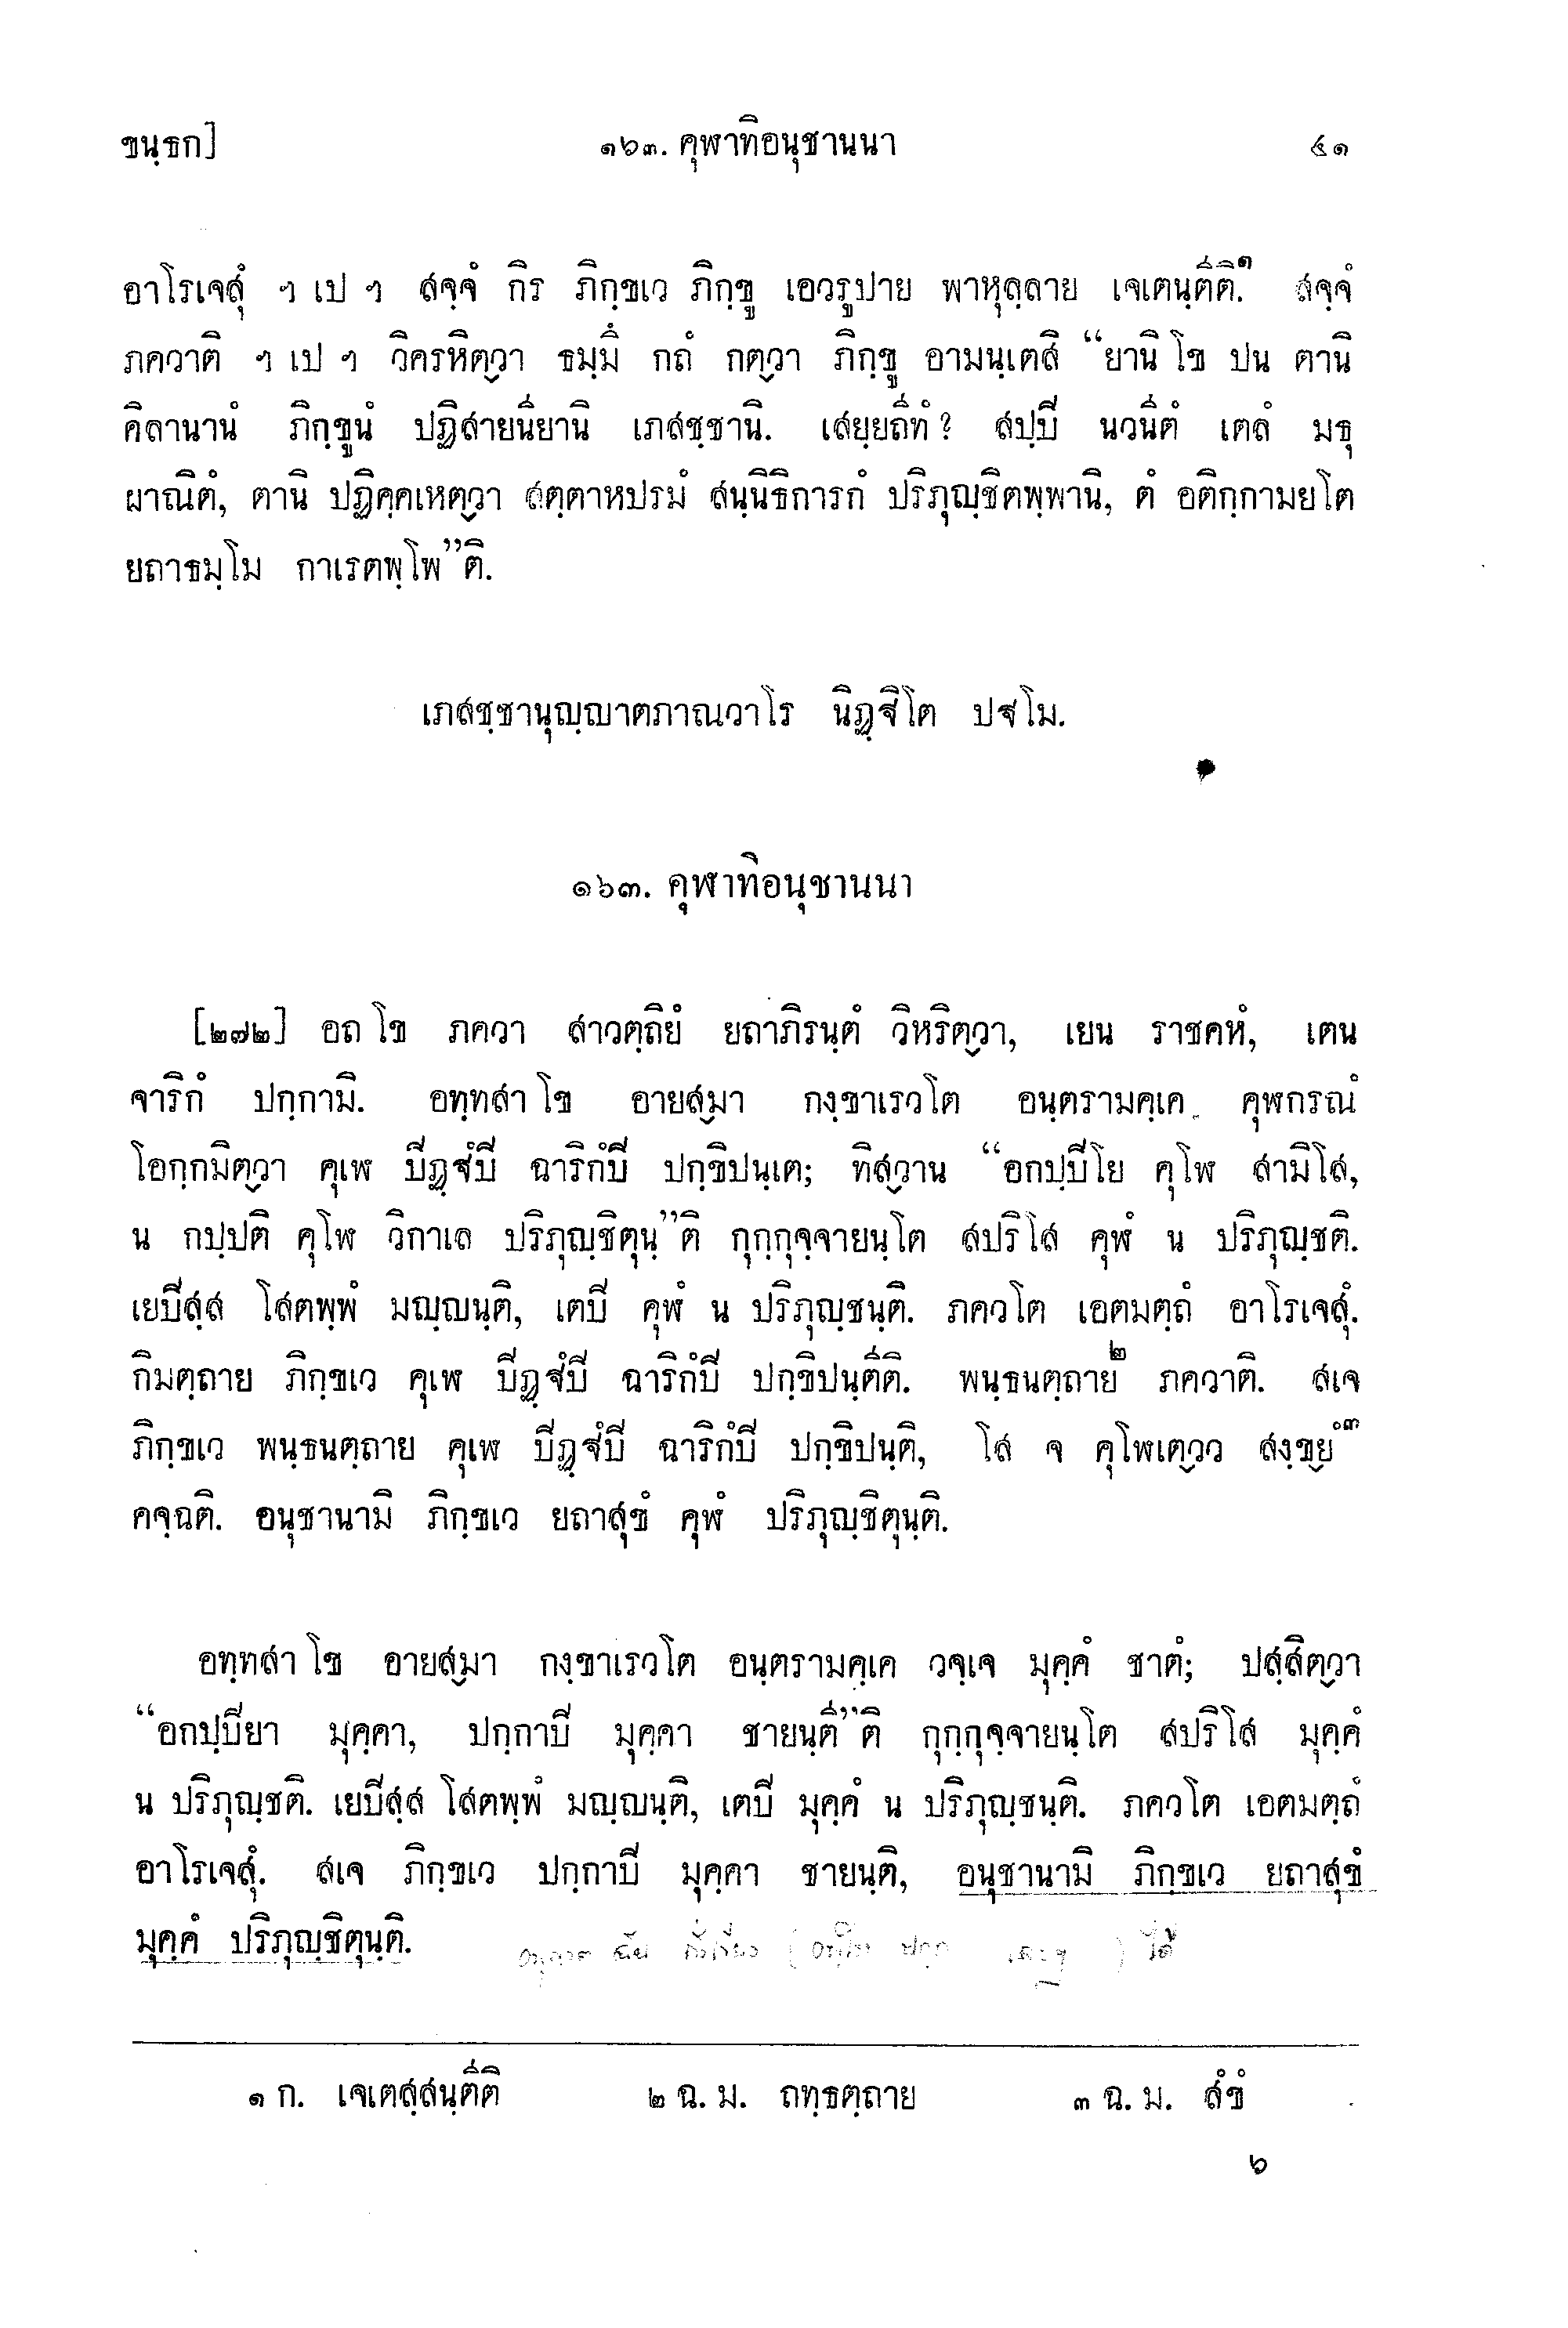 ขนฺธก] ๑๖๓. คุฬาทิอนุชานนา ๔๑
อาโรเจสุํ ฯ เป ฯ สจฺจํ กิร ภิกฺขเว ภิกฺขู เอวรูปาย พาหุลฺลาย เจเตนฺตีติ.๑ สจฺจํ
ภควาติ ฯ เป ฯ วิครหิตฺวา ธมฺมึ กถํ กตฺวา ภิกฺขู อามนฺเตสิ “ยานิ โข ปน ตานิ
คิลานานํ ภิกฺขูนํ ปฏิสายนียานิ เภสชฺชานิ. เสยฺยถีทํ? สปฺปิ นวนีตํ เตลํ มธุ
ผาณิตํ, ตานิ ปฏิคฺคเหตฺวา สตฺตาหปรมํ สนฺนิธิการกํ ปริภุญฺชิตพฺพานิ, ตํ อติกฺกามยโต
ยถาธมฺโม กาเรตพฺโพ”ติ.
เภสชฺชานุญฺญาตภาณวาโร นิฏฺฐิโต ปฐโม.
๑๖๓. คุฬาทิอนุชานนา
[๒๗๒] อถ โข ภควา สาวตฺถิยํ ยถาภิรนฺตํ วิหริตฺวา, เยน ราชคหํ, เตน
จาริกํ ปกฺกามิ. อทฺทสา โข อายสฺมา กงฺขาเรวโต อนฺตรามคฺเค คุฬกรณํ
โอกฺกมิตฺวา คุเฬ ปิฏฺฐํปิ ฉาริกํปิ ปกฺขิปนฺเต; ทิสฺวาน “อกปฺปิโย คุโฬ สามิโส,
น กปฺปติ คุโฬ วิกาเล ปริภุญฺชิตุนฺ”ติ กุกฺกุจฺจายนฺโต สปริโส คุฬํ น ปริภุญฺชติ.
เยปิสฺส โสตพฺพํ มญฺญนฺติ, เตปิ คุฬํ น ปริภุญฺชนฺติ. ภควโต เอตมตฺถํ อาโรเจสุํ.
กิมตฺถาย ภิกฺขเว คุเฬ ปิฏฺฐํปิ ฉาริกํปิ ปกฺขิปนฺตีติ. พนฺธนตฺถาย๒ ภควาติ. สเจ
ภิกฺขเว พนฺธนตฺถาย คุเฬ ปิฏฺฐํปิ ฉาริกํปิ ปกฺขิปนฺติ, โส จ คุโฬเตฺวว สงฺขฺยํ๓
คจฺฉติ. อนุชานามิ ภิกฺขเว ยถาสุขํ คุฬํ ปริภุญฺชิตุนฺติ.
อทฺทสา โข อายสฺมา กงฺขาเรวโต อนฺตรามคฺเค วจฺเจ มุคฺคํ ชาตํ; ปสฺสิตฺวา
“อกปฺปิยา มุคฺคา, ปกฺกาปิ มุคฺคา ชายนฺตี”ติ กุกฺกุจฺจายนฺโต สปริโส มุคฺคํ
น ปริภุญฺชติ. เยปิสฺส โสตพฺพํ มญฺญนฺติ, เตปิ มุคฺคํ น ปริภุญฺชนฺติ. ภควโต เอตมตฺถํ
อาโรเจสุํ. สเจ ภิกฺขเว ปกฺกาปิ มุคฺคา ชายนฺติ, อนุชานามิ ภิกฺขเว ยถาสุขํ
มุคฺคํ ปริภุญฺชิตุนฺติ. ได้
๑ ก. เจเตสฺสนฺตีติ ๒ ฉ. ม. ถทฺธตฺถาย ๓ ฉ. ม. สํขํ
๖